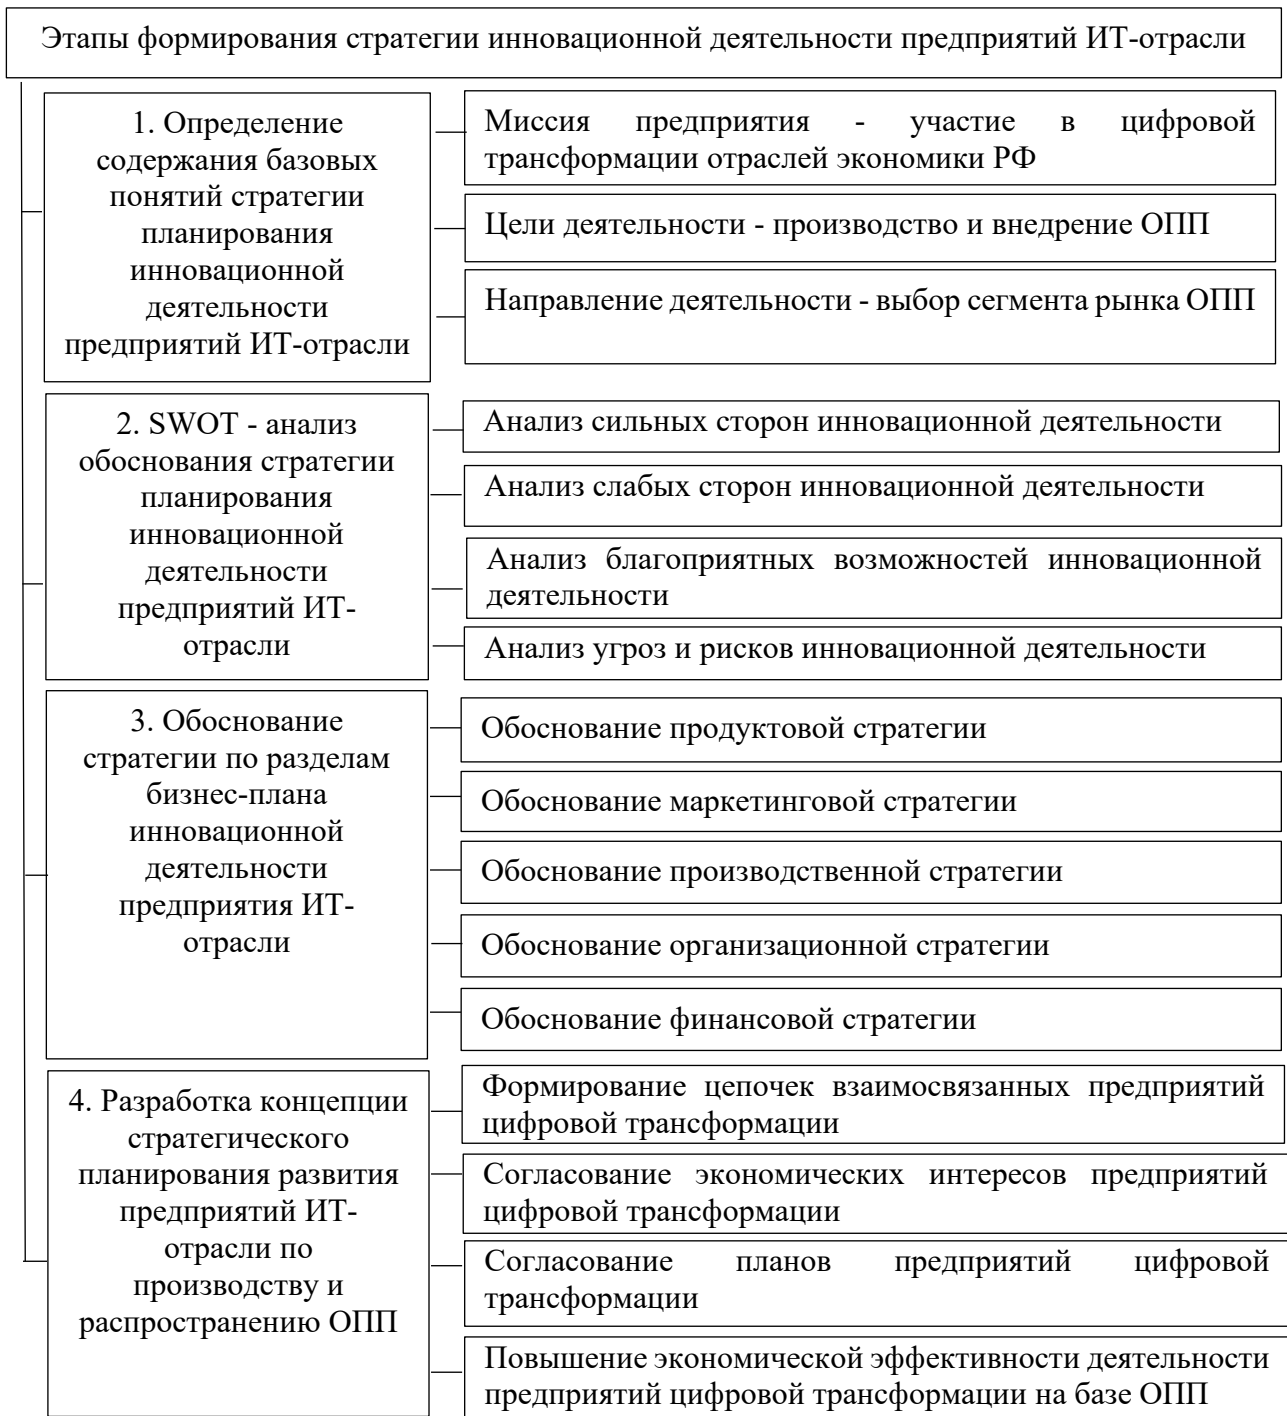 Этапы формирования стратегии инновационной деятельности предприятий ИТ-отрасли
1. Определение
содержания базовых
понятий стратегии
планирования
инновационной
деятельности
предприятий ИТ-отрасли
Миссия предприятия - участие в цифровой
трансформации отраслей экономики РФ
Цели деятельности - производство и внедрение ОПП
Направление деятельности - выбор сегмента рынка ОПП
2. SWOT - анализ
обоснования стратегии
планирования
инновационной
деятельности
предприятий ИТ-
отрасли
Анализ сильных сторон инновационной деятельности
Анализ слабых сторон инновационной деятельности
Анализ благоприятных возможностей инновационной
деятельности
Анализ угроз и рисков инновационной деятельности
3. Обоснование
стратегии по разделам
бизнес-плана
инновационной
деятельности
предприятия ИТ-
отрасли
Обоснование продуктовой стратегии
Обоснование маркетинговой стратегии
Обоснование производственной стратегии
Обоснование организационной стратегии
Обоснование финансовой стратегии
4. Разработка концепции
стратегического
планирования развития
предприятий ИТ-
отрасли по
производству и
распространению ОПП
Формирование цепочек взаимосвязанных предприятий
цифровой трансформации
Согласование экономических интересов предприятий
цифровой трансформации
Согласование планов предприятий цифровой
трансформации
Повышение экономической эффективности деятельности
предприятий цифровой трансформации на базе ОПП